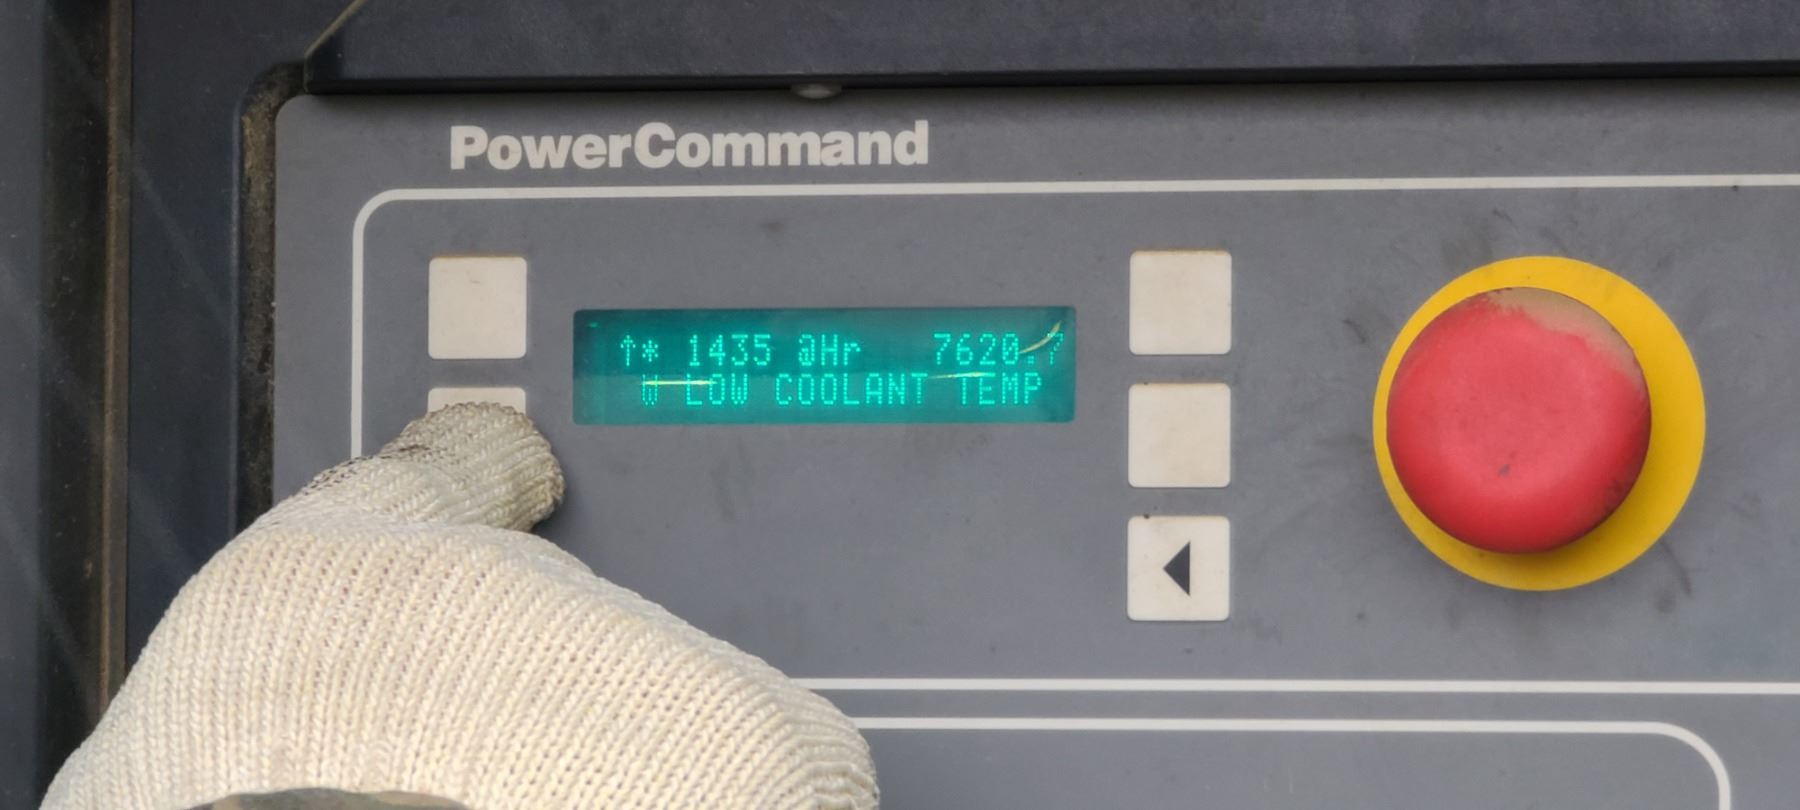 PowerCommand
↑* 1435 @Hr 7620.7
W LOW COOLANT TEMP